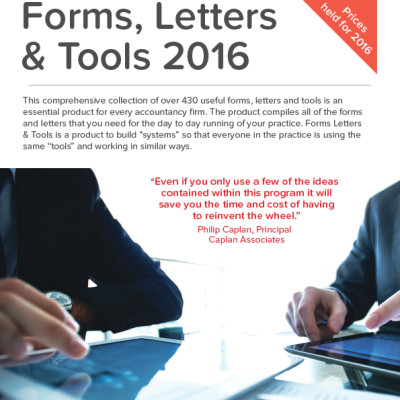 Forms, Letters
& Tools 2016
Prices
held for 2016
This comprehensive collection of over 430 useful forms, letters and tools is an
essential product for every accountancy firm. The product compiles all of the forms
and letters that you need for the day to day running of your practice. Forms Letters
& Tools is a product to build “systems” so that everyone in the practice is using the
same “tools” and working in similar ways.
“Even if you only use a few of the ideas
contained within this program it will
save you the time and cost of having
to reinvent the wheel.”
Philip Caplan, Principal
Caplan Associates